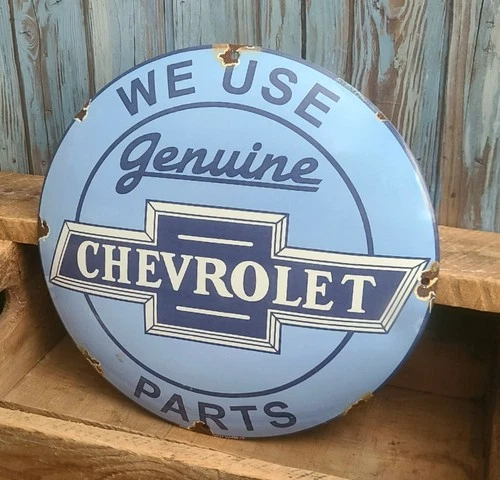 WE USE
Genuine
CHEVROLET
PARTS